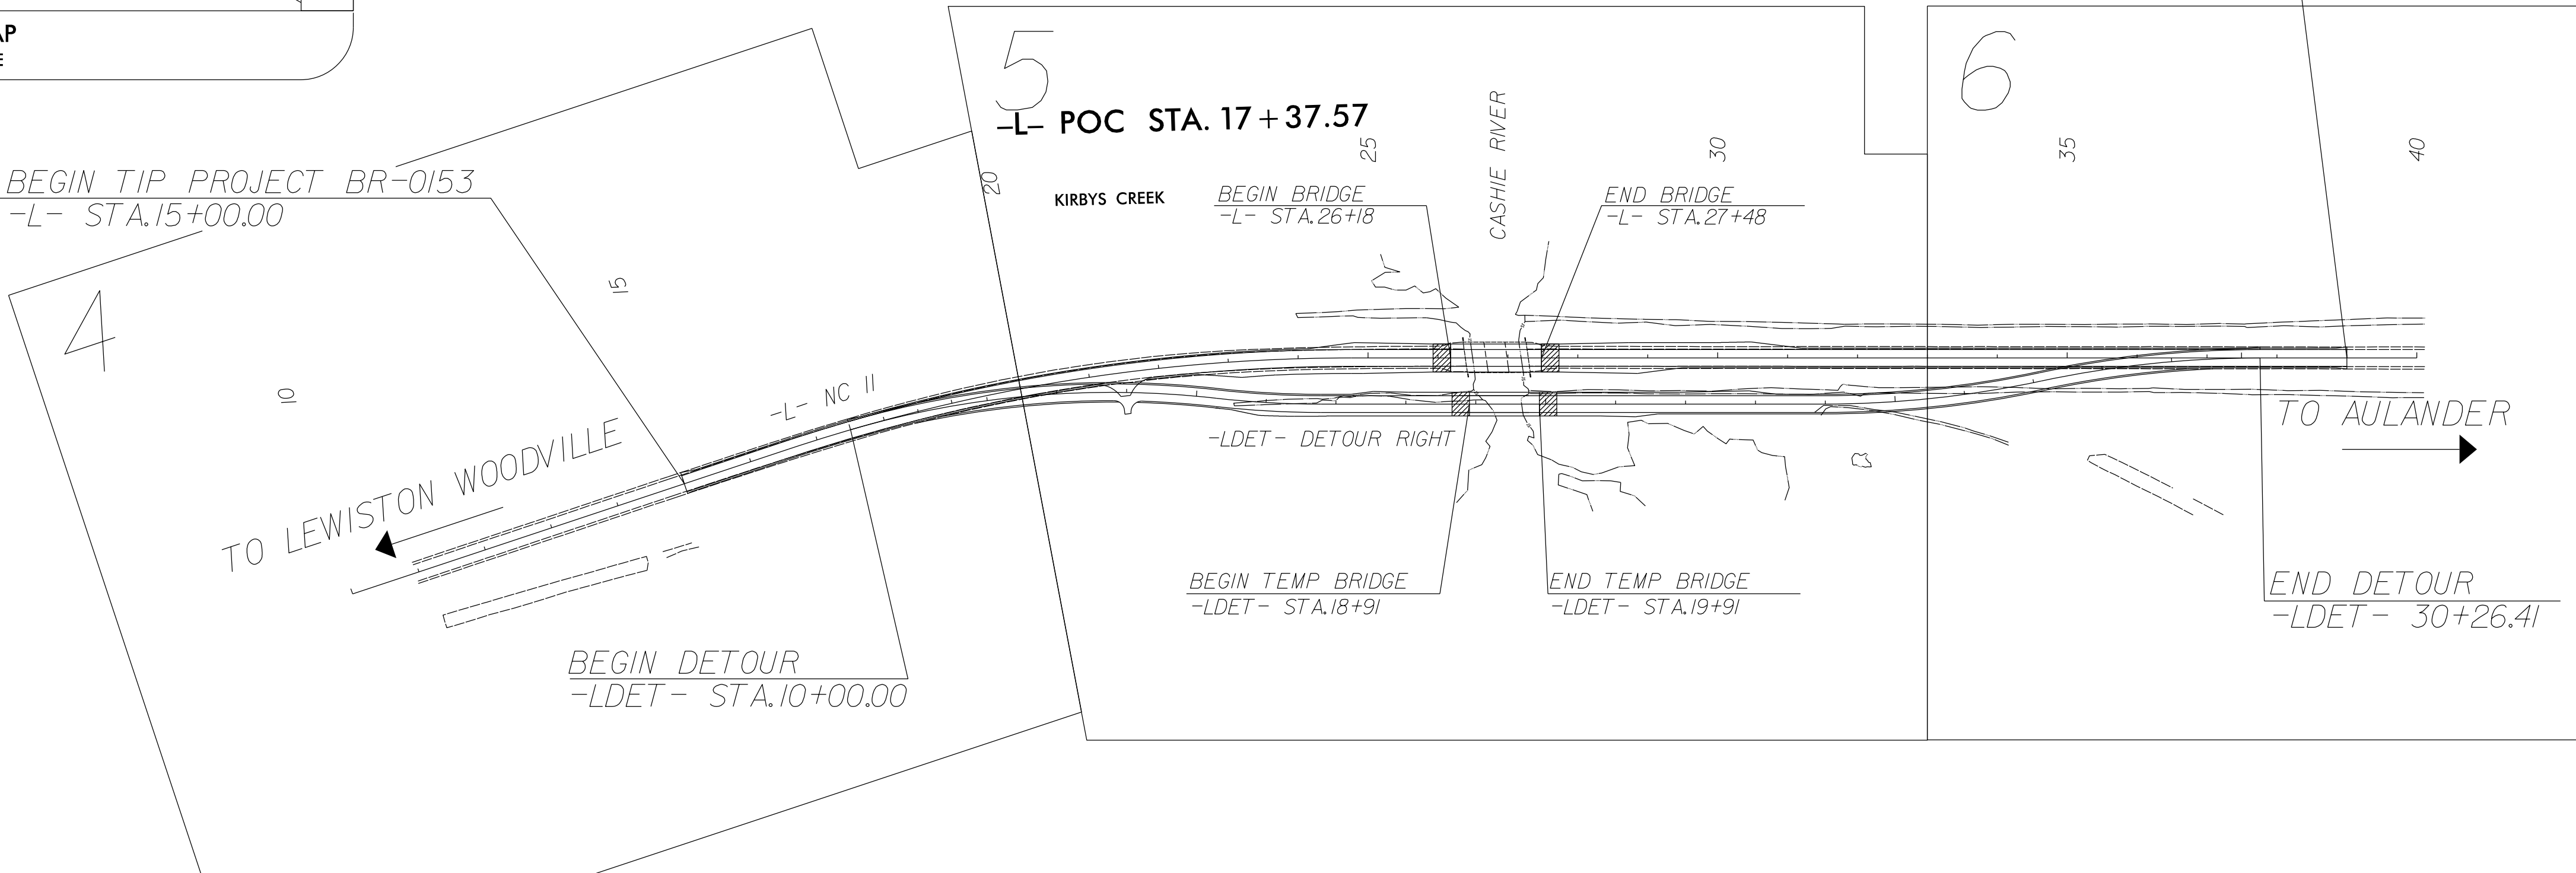 5
6
-L- POC STA. 17+37.57
BEGIN TIP PROJECT BR-0153
-L- STA.15+00.00
20
25
CASHIE RIVER
30
35
40
KIRBYS CREEK
BEGIN BRIDGE
-L- STA.26+18
END BRIDGE
-L- STA.27+48
4
15
10
-L- NC 11
TO LEWISTON WOODVILLE
-LDET- DETOUR RIGHT
TO AULANDER
BEGIN TEMP BRIDGE
-LDET- STA.18+91
END TEMP BRIDGE
-LDET- STA.19+91
END DETOUR
-LDET- 30+26.41
BEGIN DETOUR
-LDET- STA.10+00.00